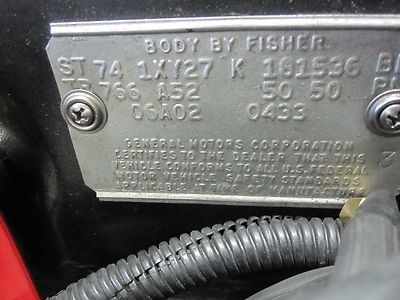 BODY BY FISHER
ST 74 1XY27 K 181536 B
TR 766 A52 50 50 P
06A02 0433
GENERAL MOTORS CORPORATION
CERTIFIES TO THE DEALER THAT THIS
VEHICLE CONFORMS TO ALL U.S. FEDERAL
MOTOR VEHICLE SAFETY STANDARDS
APPLICABLE AT TIME OF MANUFACTUR